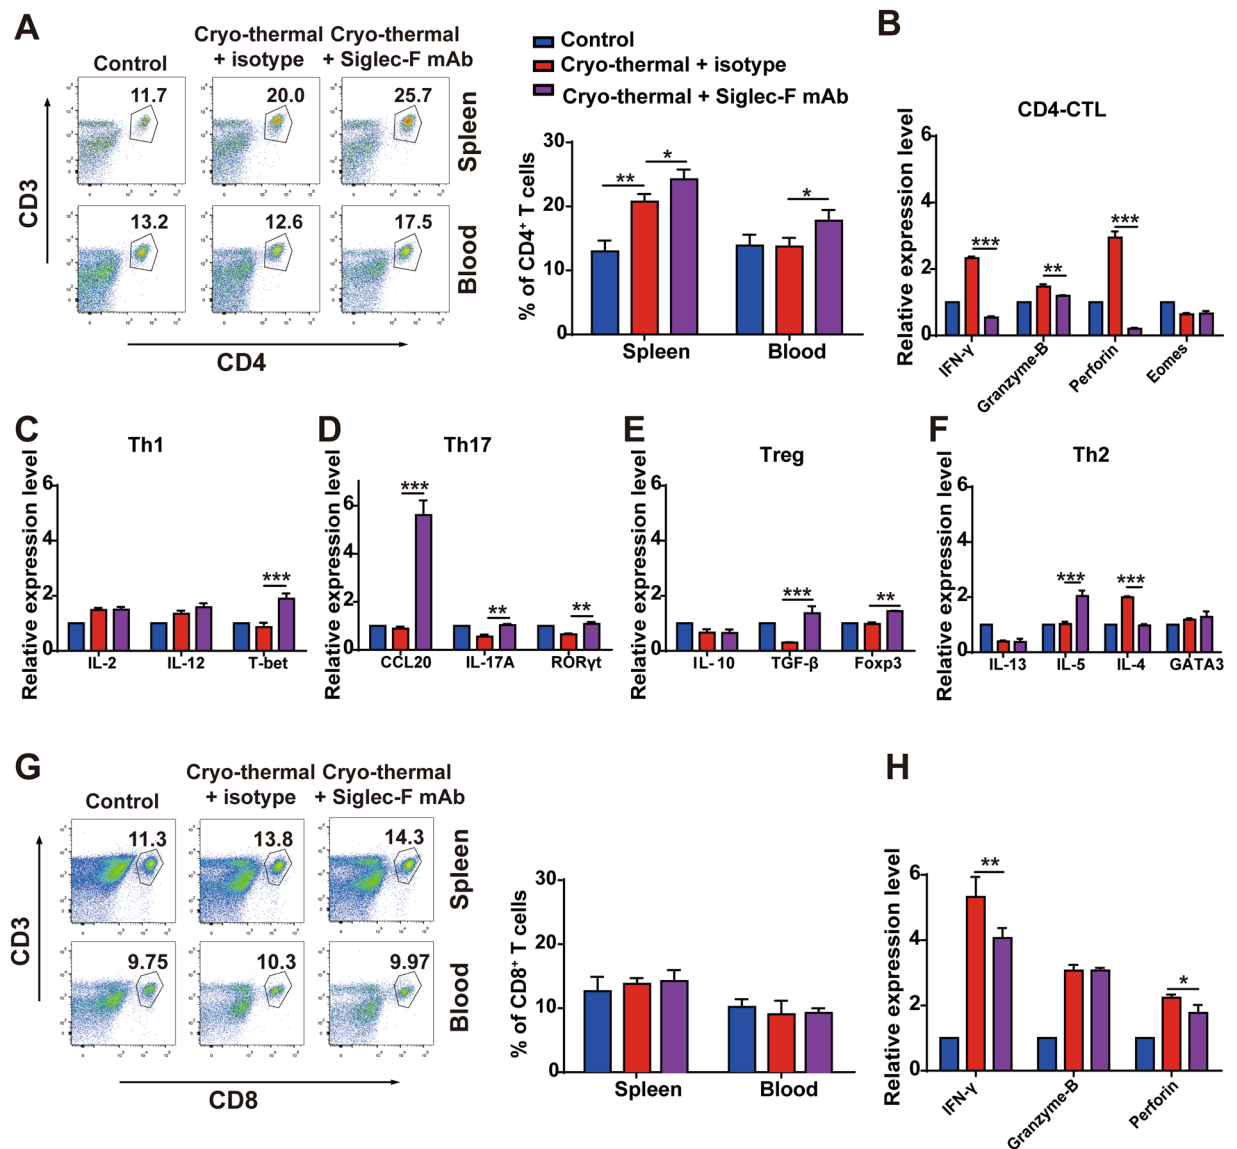 A
Control
Cryo-thermal
+ isotype
Cryo-thermal
+ Siglec-F mAb
11.7
20.0
25.7
Spleen
13.2
12.6
17.5
Blood
CD3
CD4
Control
Cryo-thermal + isotype
Cryo-thermal + Siglec-F mAb
% of CD4⁺ T cells
30
20
10
0
**
*
*
Spleen
Blood
B
CD4-CTL
Relative expression level
6
4
2
0
***
**
***
IFN-γ
Granzyme-B
Perforin
Eomes
C
Th1
Relative expression level
6
4
2
0
***
IL-2
IL-12
T-bet
D
Th17
Relative expression level
6
4
2
0
***
**
**
CCL20
IL-17A
RORγt
E
Treg
Relative expression level
6
4
2
0
***
**
IL-10
TGF-β
Foxp3
F
Th2
Relative expression level
6
4
2
0
***
***
IL-13
IL-5
IL-4
GATA3
G
Control
Cryo-thermal
+ isotype
Cryo-thermal
+ Siglec-F mAb
11.3
13.8
14.3
Spleen
9.75
10.3
9.97
Blood
CD3
CD8
% of CD8⁺ T cells
30
20
10
0
Spleen
Blood
H
Relative expression level
6
4
2
0
**
*
IFN-γ
Granzyme-B
Perforin